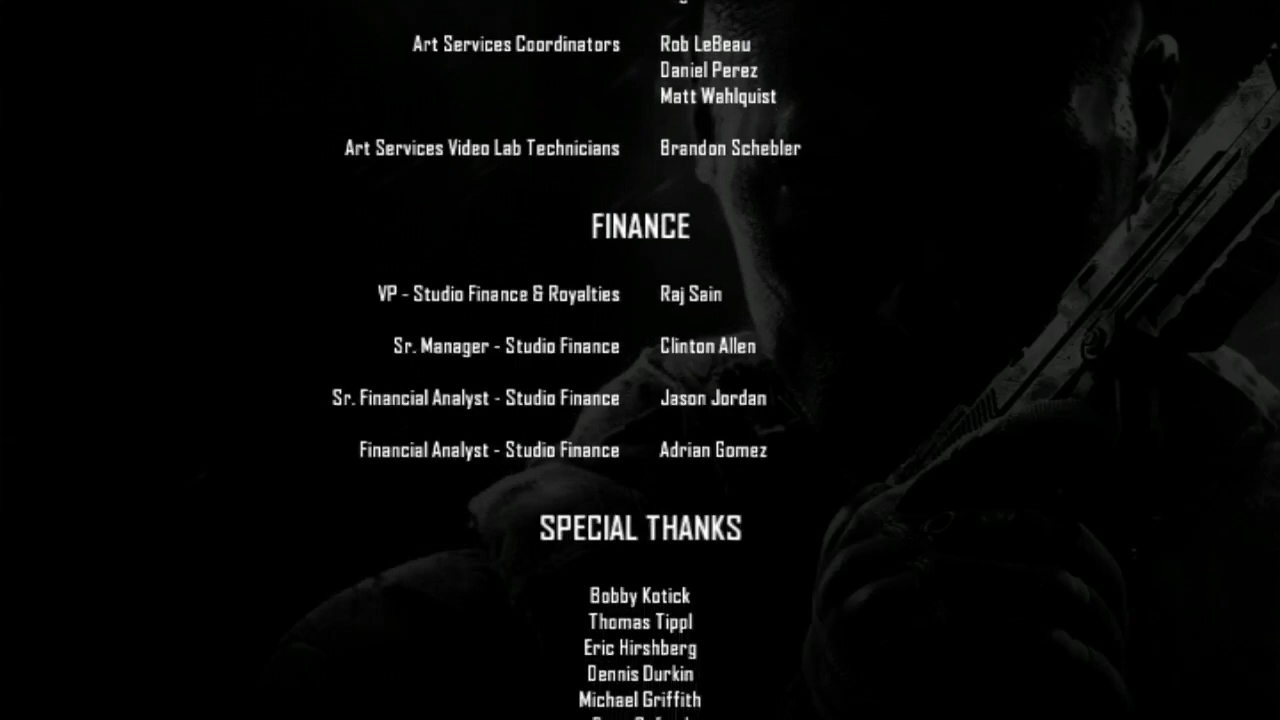 Art Services Coordinators Rob LeBeau
Daniel Perez
Matt Wahlquist
Art Services Video Lab Technicians Brandon Schebler
FINANCE
VP - Studio Finance & Royalties Raj Sain
Sr. Manager - Studio Finance Clinton Allen
Sr. Financial Analyst - Studio Finance Jason Jordan
Financial Analyst - Studio Finance Adrian Gomez
SPECIAL THANKS
Bobby Kotick
Thomas Tippl
Eric Hirshberg
Dennis Durkin
Michael Griffith